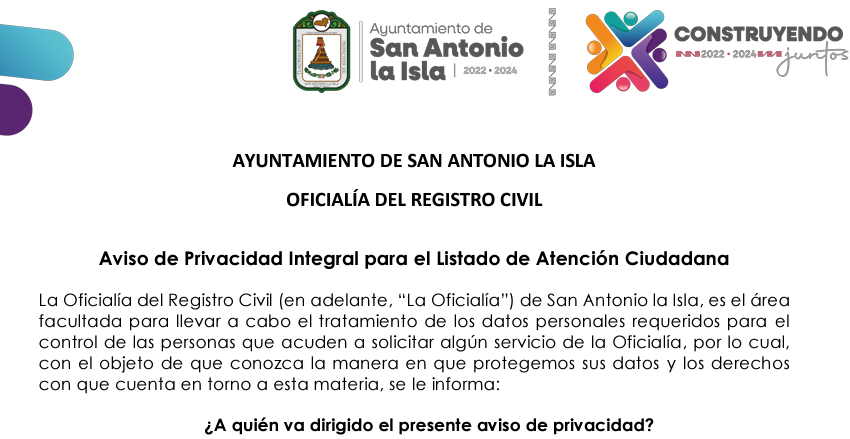 Ayuntamiento de
San Antonio
la Isla | 2022 • 2024
CONSTRUYENDO
2022 • 2024
juntos
AYUNTAMIENTO DE SAN ANTONIO LA ISLA
OFICIALÍA DEL REGISTRO CIVIL
Aviso de Privacidad Integral para el Listado de Atención Ciudadana
La Oficialía del Registro Civil (en adelante, “La Oficialía”) de San Antonio la Isla, es el área
facultada para llevar a cabo el tratamiento de los datos personales requeridos para el
control de las personas que acuden a solicitar algún servicio de la Oficialía, por lo cual,
con el objeto de que conozca la manera en que protegemos sus datos y los derechos
con que cuenta en torno a esta materia, se le informa:
¿A quién va dirigido el presente aviso de privacidad?